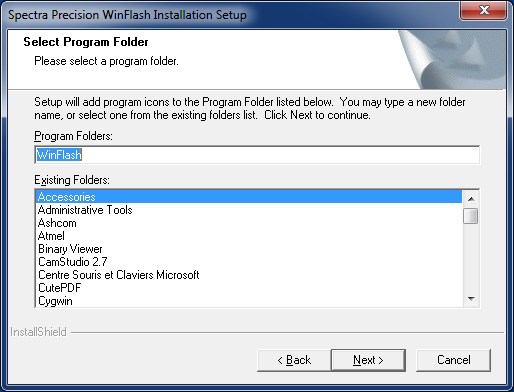 Spectra Precision WinFlash Installation Setup
Select Program Folder
Please select a program folder.
Setup will add program icons to the Program Folder listed below. You may type a new folder
name, or select one from the existing folders list. Click Next to continue.
Program Folders:
WinFlash
Existing Folders:
Accessories
Administrative Tools
Ashcom
Atmel
Binary Viewer
CamStudio 2.7
Centre Souris et Claviers Microsoft
CutePDF
Cygwin
InstallShield
< Back
Next >
Cancel